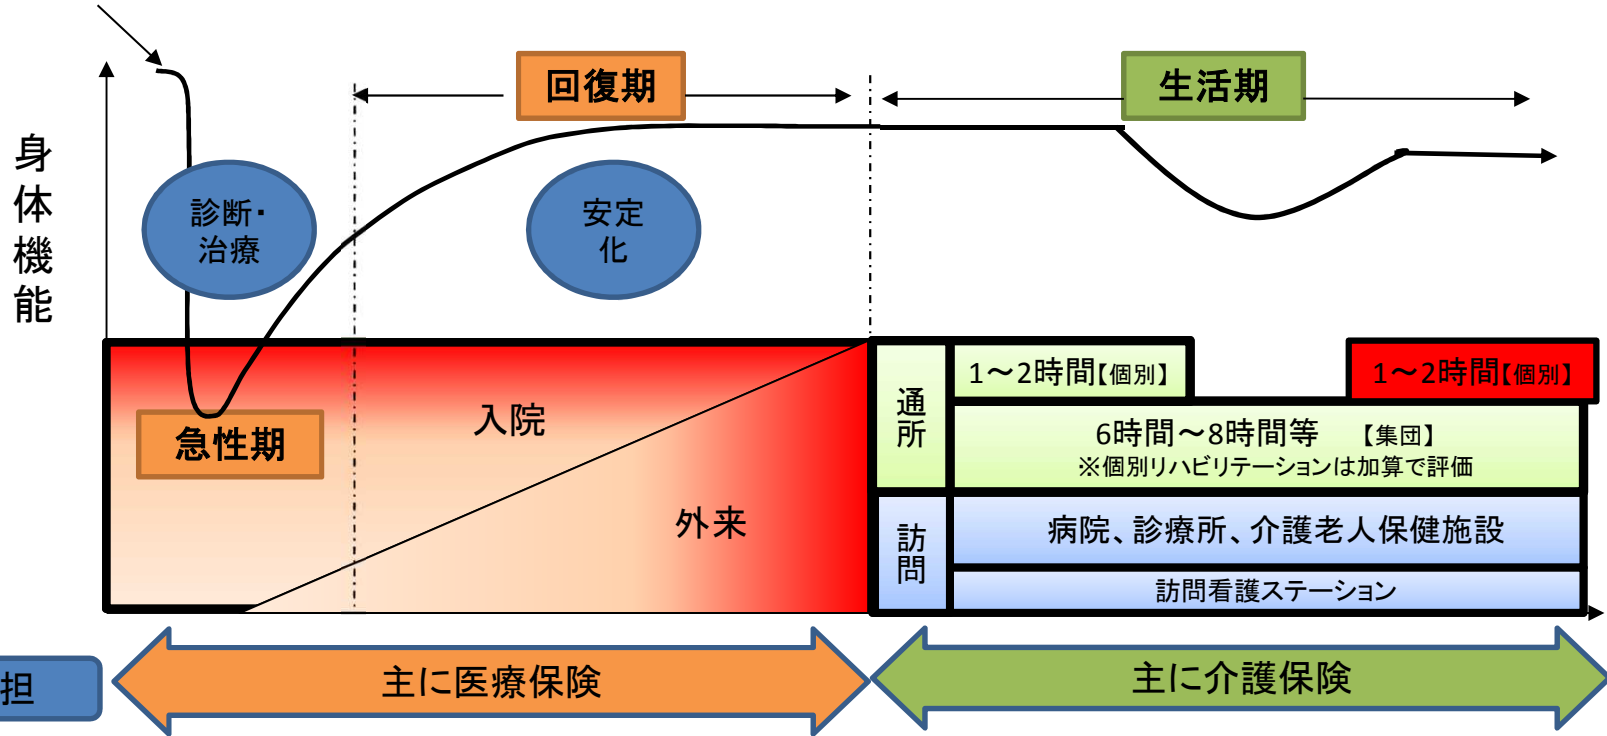 回復期
生活期
身体機能
診断・
治療
安定
化
急性期
入院
外来
通所
1～2時間【個別】
1～2時間【個別】
6時間～8時間等　【集団】
※個別リハビリテーションは加算で評価
訪問
病院、診療所、介護老人保健施設
訪問看護ステーション
担
主に医療保険
主に介護保険